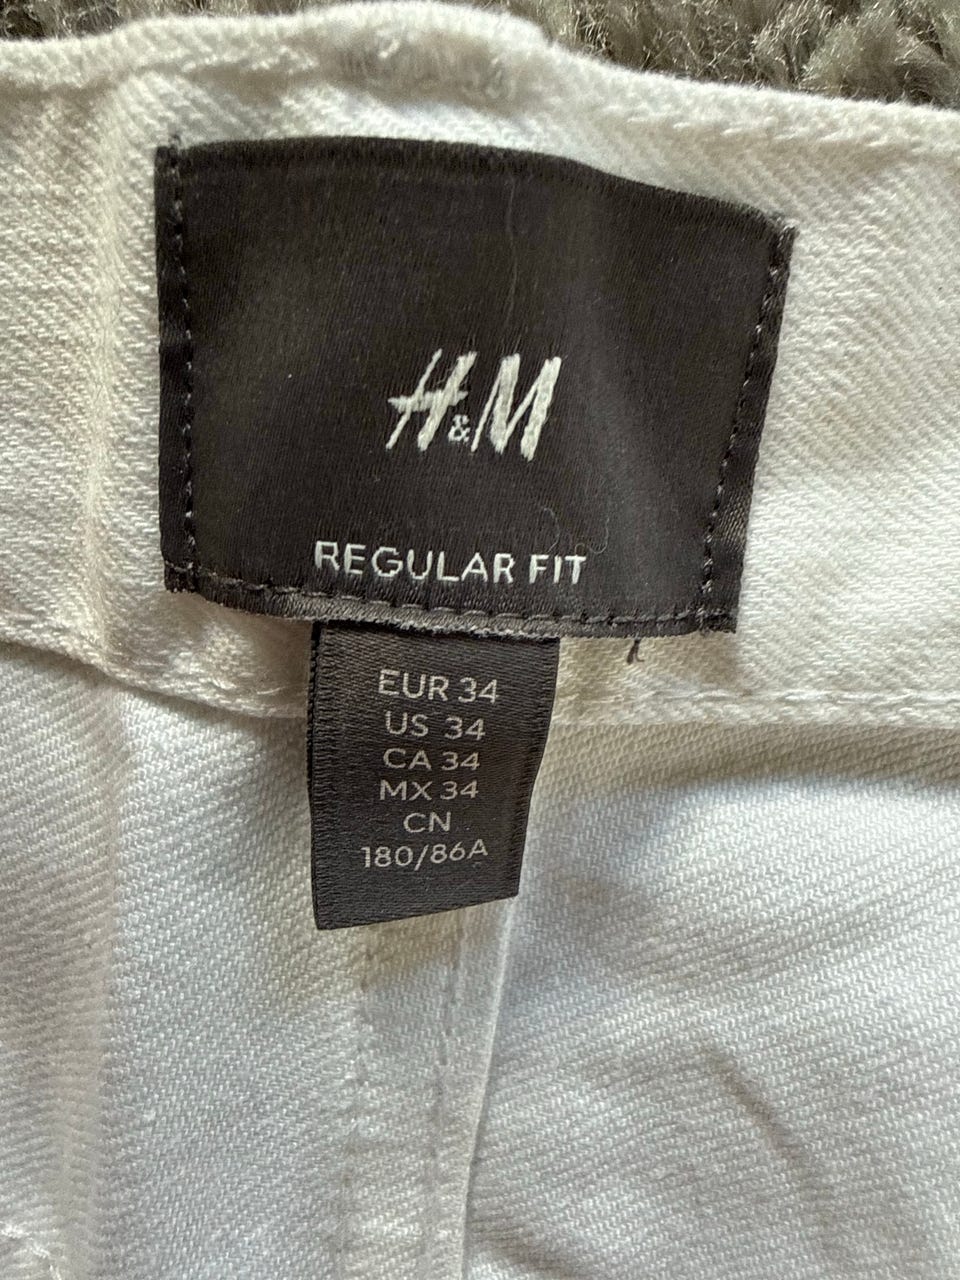 H&M
REGULAR FIT
EUR 34
US 34
CA 34
MX 34
CN
180/86A